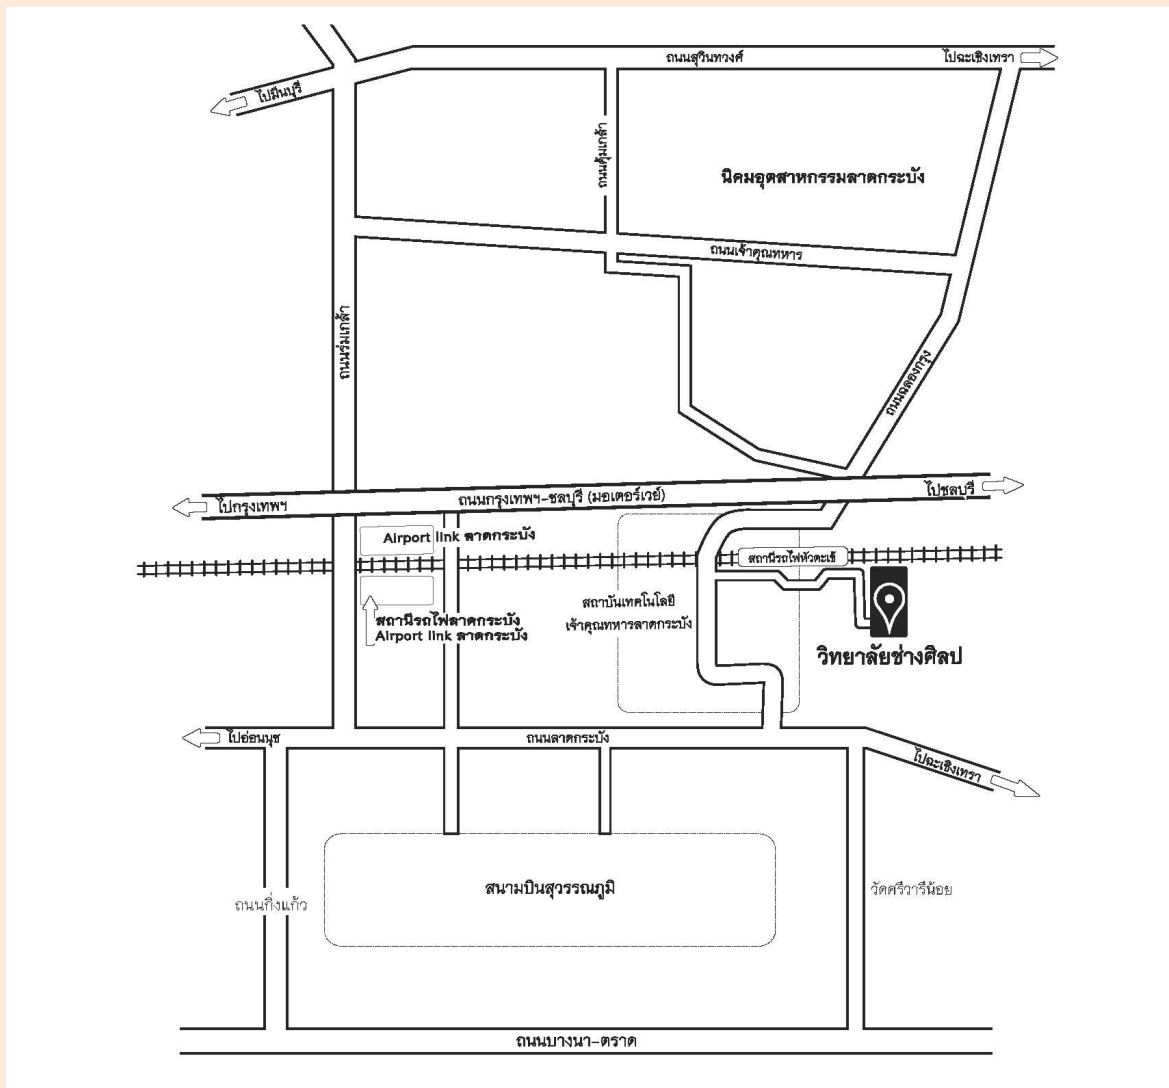 ถนนสุวินทวงศ์
ไปฉะเชิงเทรา
ไปมีนบุรี
ถนนคุ้มเกล้า
นิคมอุตสาหกรรมลาดกระบัง
ถนนเจ้าคุณทหาร
ถนนร่มเกล้า
ถนนฉลองกรุง
ไปกรุงเทพฯ
ถนนกรุงเทพฯ-ชลบุรี (มอเตอร์เวย์)
ไปชลบุรี
Airport link ลาดกระบัง
สถานีรถไฟหัวตะเข้
สถาบันเทคโนโลยี
เจ้าคุณทหารลาดกระบัง
สถานีรถไฟลาดกระบัง
Airport link ลาดกระบัง
วิทยาลัยช่างศิลป
ไปอ่อนนุช
ถนนลาดกระบัง
ไปฉะเชิงเทรา
สนามบินสุวรรณภูมิ
วัดศรีวารีน้อย
ถนนกิ่งแก้ว
ถนนบางนา-ตราด